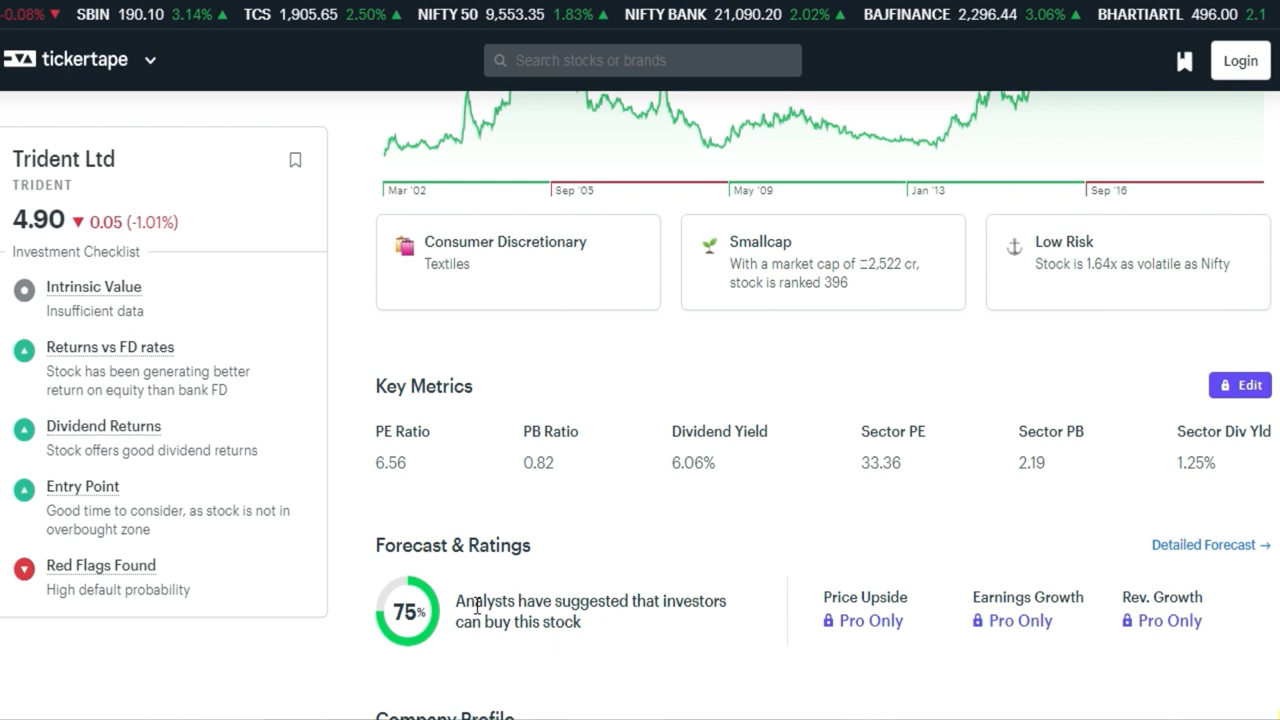 -0.08% ▼ SBIN 190.10 3.14% ▲ TCS 1,905.65 2.50% ▲ NIFTY 50 9,553.35 1.83% ▲ NIFTY BANK 21,090.20 2.02% ▲ BAJFINANCE 2,296.44 3.06% ▲ BHARTIARTL 496.00 2.1
tickertape
Search stocks or brands
Login
Trident Ltd
TRIDENT
4.90 ▼ 0.05 (-1.01%)
Investment Checklist
Intrinsic Value
Insufficient data
Returns vs FD rates
Stock has been generating better
return on equity than bank FD
Dividend Returns
Stock offers good dividend returns
Entry Point
Good time to consider, as stock is not in
overbought zone
Red Flags Found
High default probability
Mar '02 Sep '05 May '09 Jan '13 Sep '16
Consumer Discretionary
Textiles
Smallcap
With a market cap of 2,522 cr,
stock is ranked 396
Low Risk
Stock is 1.64x as volatile as Nifty
Key Metrics
Edit
PE Ratio PB Ratio Dividend Yield Sector PE Sector PB Sector Div Yld
6.56 0.82 6.06% 33.36 2.19 1.25%
Forecast & Ratings
Detailed Forecast →
75%
Analysts have suggested that investors
can buy this stock
Price Upside Earnings Growth Rev. Growth
Pro Only Pro Only Pro Only
Company Profile